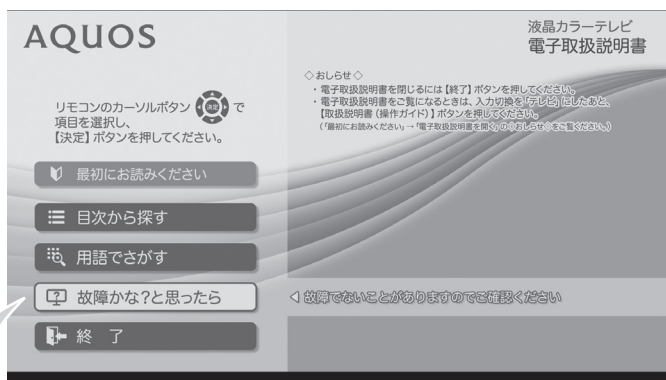 AQUOS
液晶カラーテレビ
電子取扱説明書
リモコンのカーソルボタン 決定 で
項目を選択し、
【決定】ボタンを押してください。
◇おしらせ◇
・電子取扱説明書を閉じるには【終了】ボタンを押してください。
・電子取扱説明書をご覧になるときは、入力切換を「テレビ」にしたあと、
【取扱説明書(操作ガイド)】ボタンを押してください。
(「最初にお読みください」→「電子取扱説明書を開く」の◇おしらせ◇をご覧ください。)
最初にお読みください
目次から探す
用語でさがす
故障かな?と思ったら
故障でないことがありますのでご確認ください
終 了